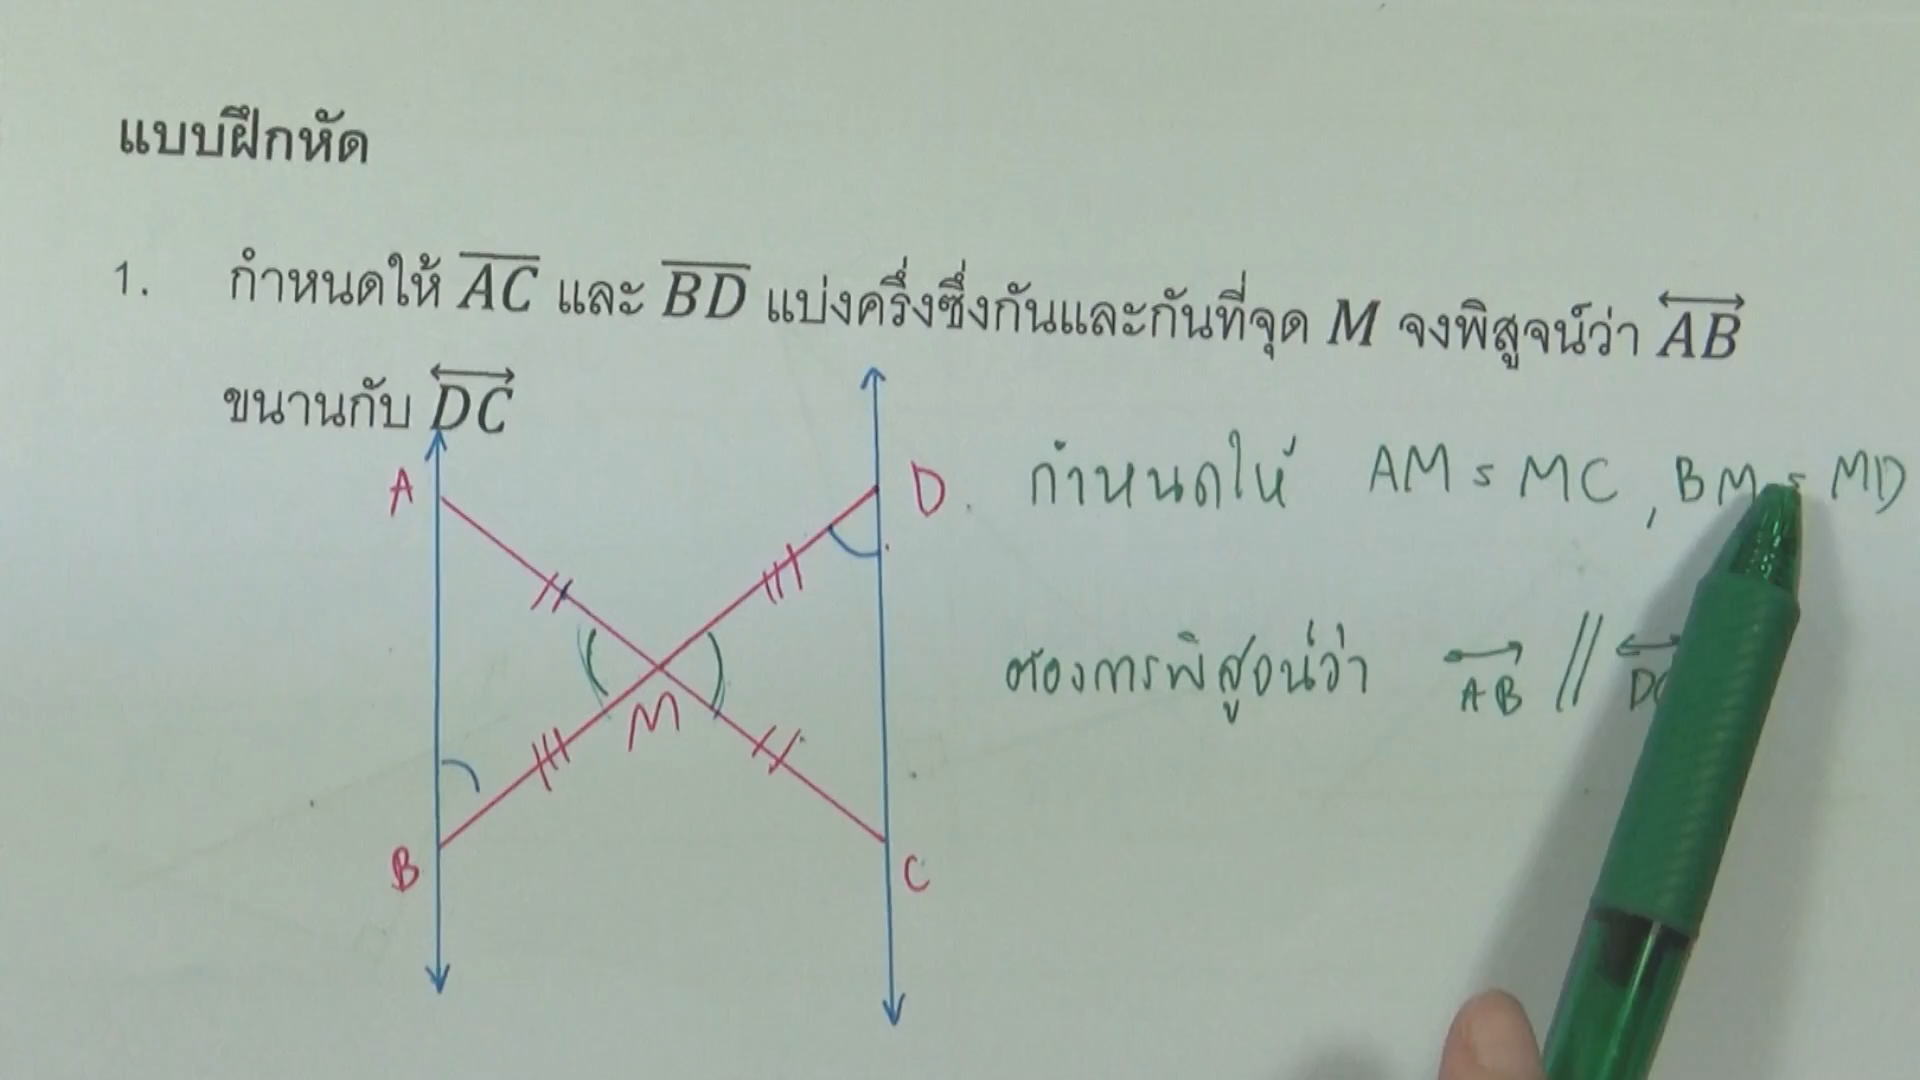 แบบฝึกหัด
1. กำหนดให้ AC และ BD แบ่งครึ่งซึ่งกันและกันที่จุด M จงพิสูจน์ว่า AB
ขนานกับ DC
A
D.
กำหนดให้ AM = MC, BM = MD
ต้องการพิสูจน์ว่า AB // DC
M
B
C